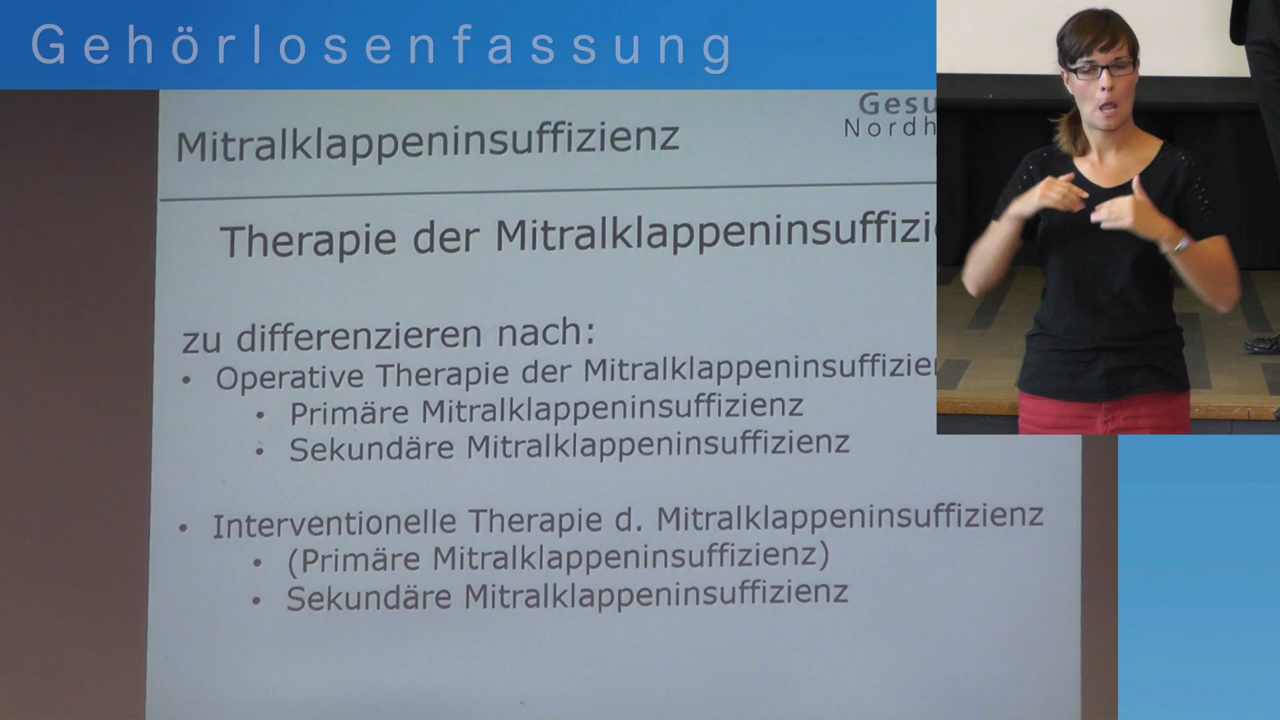 Gehörlosenfassung
Gesu
Nordh
Mitralklappeninsuffizienz
Therapie der Mitralklappeninsuffizi
zu differenzieren nach:
• Operative Therapie der Mitralklappeninsuffizien
• Primäre Mitralklappeninsuffizienz
• Sekundäre Mitralklappeninsuffizienz
• Interventionelle Therapie d. Mitralklappeninsuffizienz
• (Primäre Mitralklappeninsuffizienz)
• Sekundäre Mitralklappeninsuffizienz